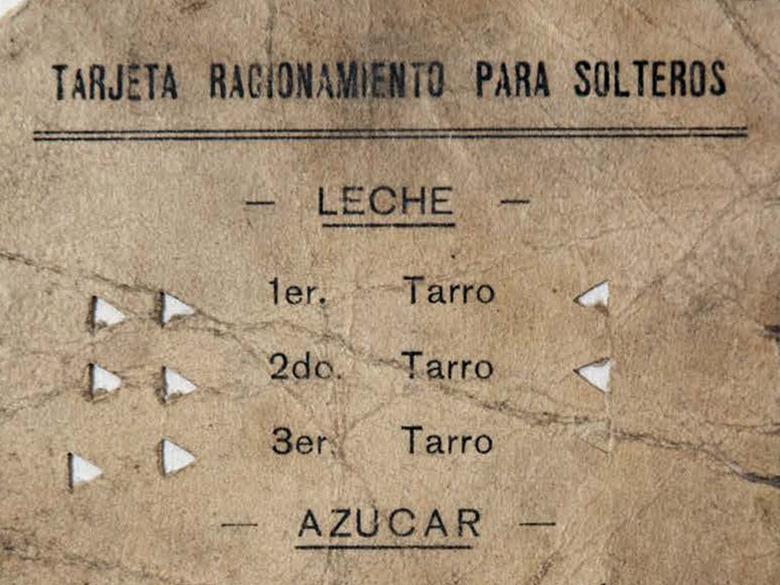 TARJETA RACIONAMIENTO PARA SOLTEROS
— LECHE —
1er. Tarro
2do. Tarro
3er. Tarro
— AZUCAR —